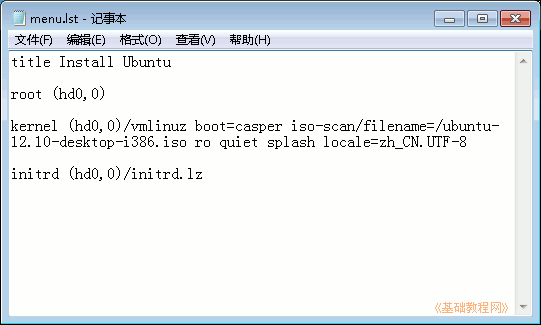 menu.lst - 记事本
文件(F) 编辑(E) 格式(O) 查看(V) 帮助(H)
title Install Ubuntu
root (hd0,0)
kernel (hd0,0)/vmlinuz boot=casper iso-scan/filename=/ubuntu-
12.10-desktop-i386.iso ro quiet splash locale=zh_CN.UTF-8
initrd (hd0,0)/initrd.lz
《基础教程网》